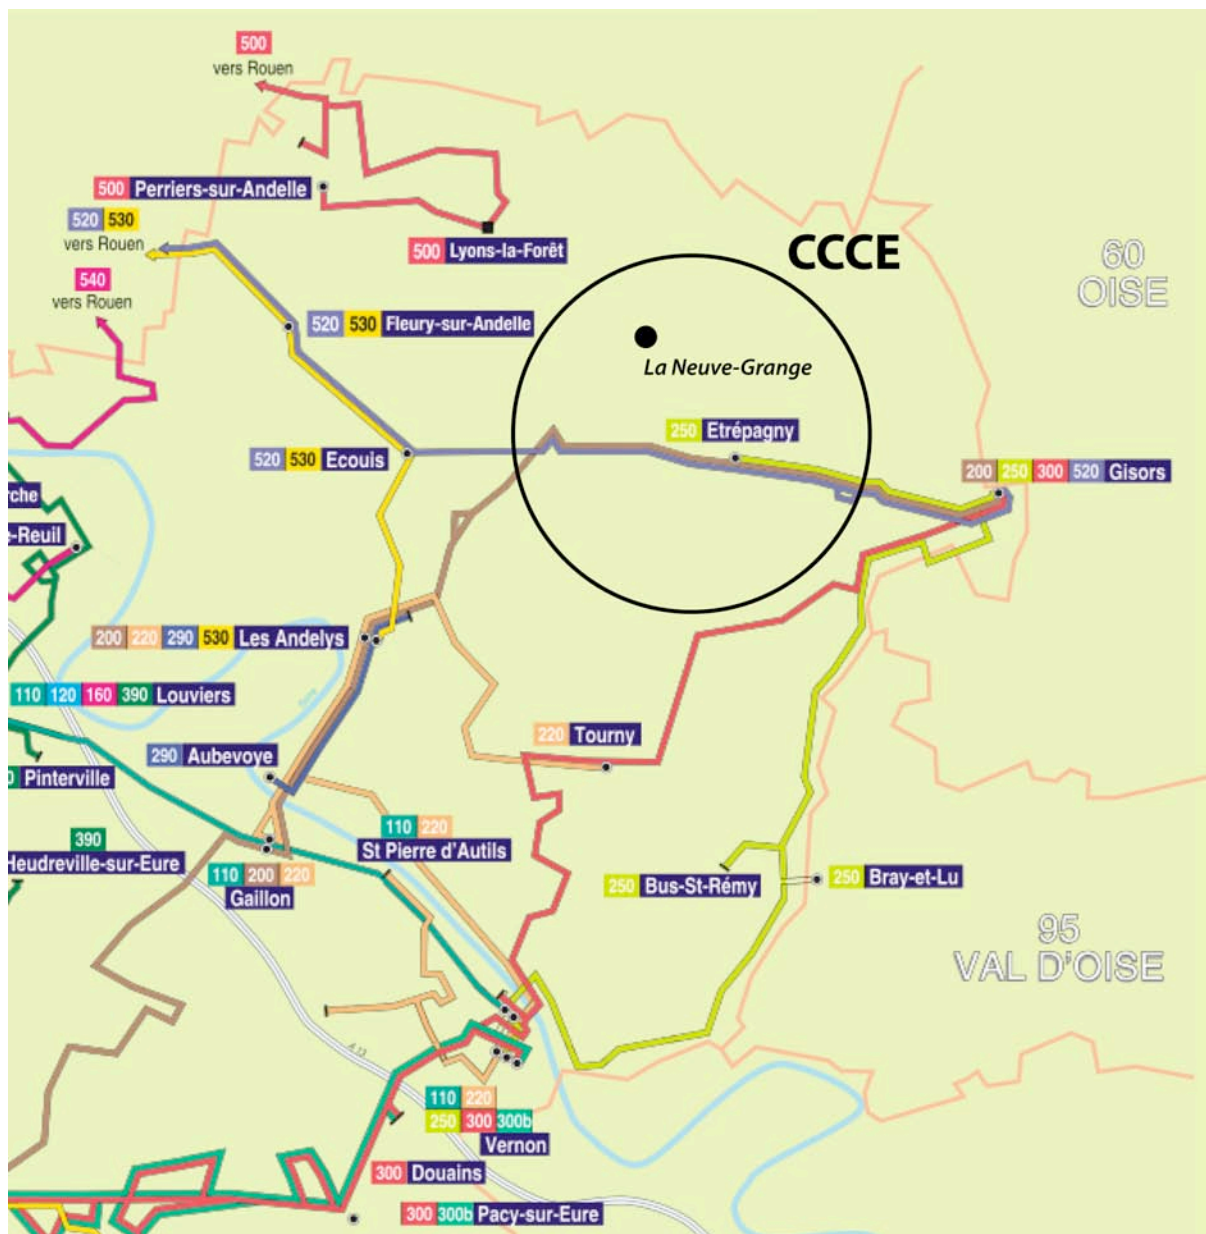 500
vers Rouen
500 Perriers-sur-Andelle
520 530
vers Rouen
500 Lyons-la-Forêt
CCCE
60
OISE
540
vers Rouen
520 530 Fleury-sur-Andelle
La Neuve-Grange
250 Etrépagny
520 530 Ecouis
200 250 300 520 Gisors
rche
e-Reuil
200 220 290 530 Les Andelys
110 120 160 390 Louviers
220 Tourny
290 Aubevoye
0 Pinterville
390
Heudreville-sur-Eure
110 220
St Pierre d'Autils
110 200 220
Gaillon
250 Bus-St-Rémy
250 Bray-et-Lu
95
VAL D'OISE
A 13
110 220
250 300 300b
Vernon
300 Douains
300 300b Pacy-sur-Eure